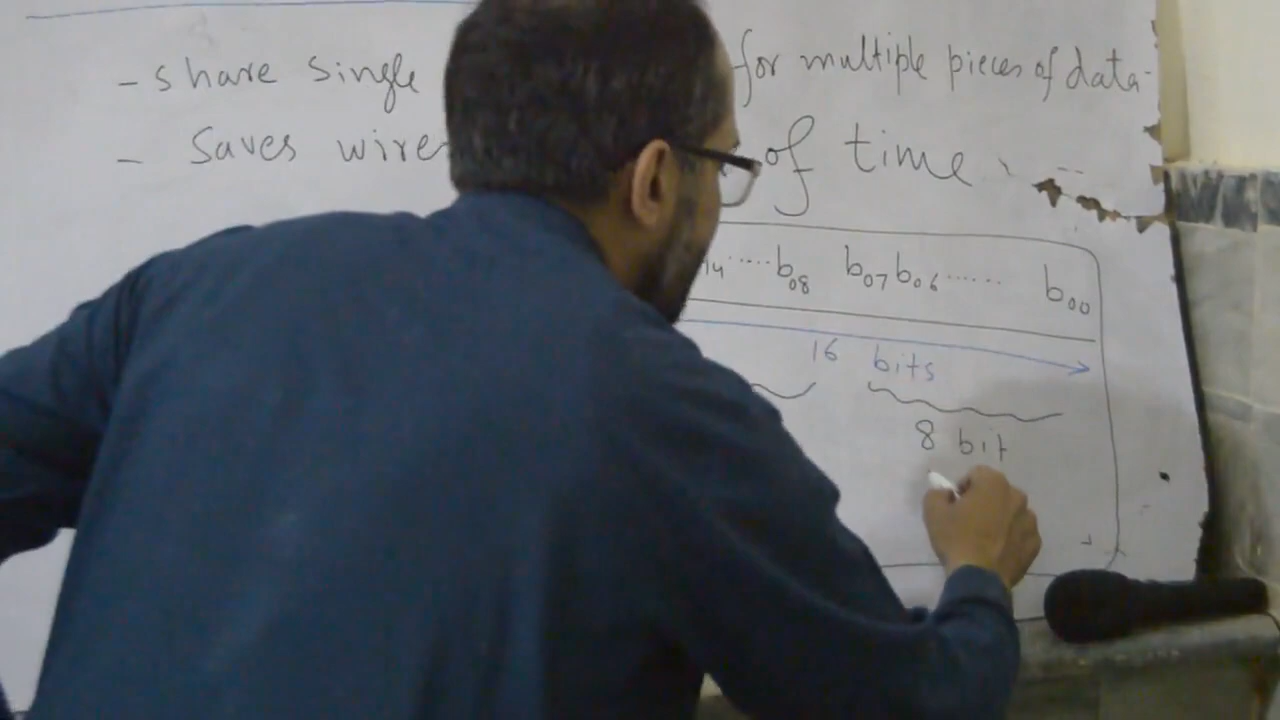 - share single for multiple pieces of data.
- Saves wire of time
14 ...... b08 b07 b06 ...... b00
16 bits
8 bit